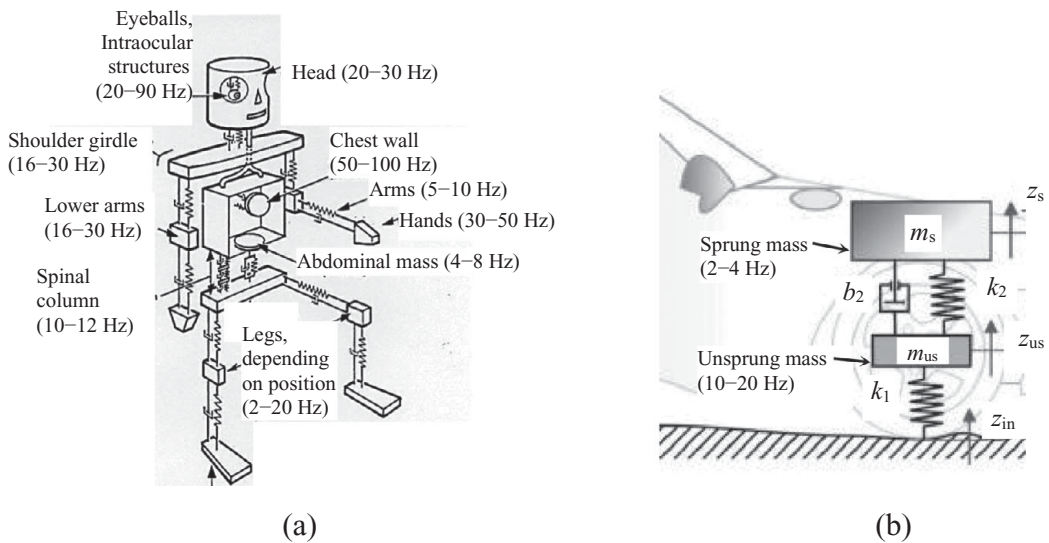 Eyeballs,
Intraocular
structures
(20−90 Hz)
Head (20−30 Hz)
Shoulder girdle
(16−30 Hz)
Chest wall
(50−100 Hz)
Arms (5−10 Hz)
Lower arms
(16−30 Hz)
Hands (30−50 Hz)
Abdominal mass (4−8 Hz)
Spinal
column
(10−12 Hz)
Legs,
depending
on position
(2−20 Hz)
(a)
zs
ms
Sprung mass
(2−4 Hz)
b2
k2
zus
mus
Unsprung mass
(10−20 Hz)
k1
zin
(b)